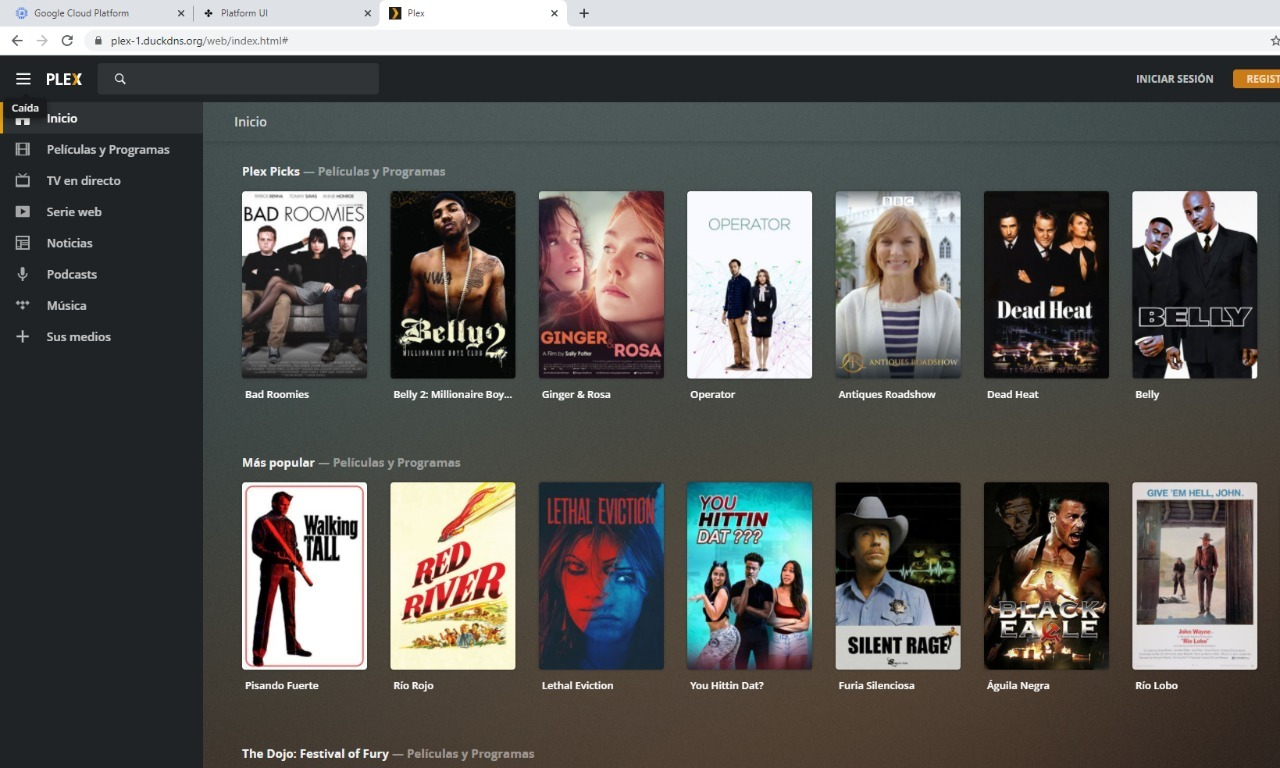 Google Cloud Platform
Platform UI
Plex
plex-1.duckdns.org/web/index.html#
PLEX
INICIAR SESIÓN
REGIST
Caída
Inicio
Películas y Programas
TV en directo
Serie web
Noticias
Podcasts
Música
Sus medios
Inicio
Plex Picks — Películas y Programas
BAD ROOMIES
Belly 2
MILLIONAIRE BOYZ CLUB
GINGER & ROSA
A Film by Sally Potter
OPERATOR
BBC
ANTIQUES ROADSHOW
Dead Heat
BELLY
Bad Roomies
Belly 2: Millionaire Boy...
Ginger & Rosa
Operator
Antiques Roadshow
Dead Heat
Belly
Más popular — Películas y Programas
Walking
TALL
RED
RIVER
LETHAL EVICTION
YOU
HITTIN
DAT ???
SILENT RAGE
BLACK
EAGLE
GIVE 'EM HELL, JOHN.
John Wayne
"Rio Lobo"
Pisando Fuerte
Río Rojo
Lethal Eviction
You Hittin Dat?
Furia Silenciosa
Águila Negra
Río Lobo
The Dojo: Festival of Fury — Películas y Programas